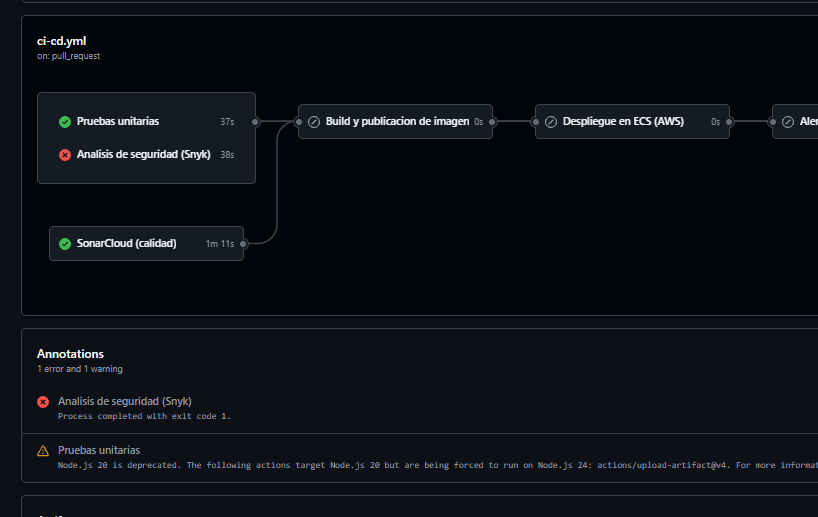 ci-cd.yml
on: pull_request
Pruebas unitarias 37s
Analisis de seguridad (Snyk) 38s
Build y publicacion de imagen 0s
Despliegue en ECS (AWS) 0s
SonarCloud (calidad) 1m 11s
Annotations
1 error and 1 warning
Analisis de seguridad (Snyk)
Process completed with exit code 1.
Pruebas unitarias
Node.js 20 is deprecated. The following actions target Node.js 20 but are being forced to run on Node.js 24: actions/upload-artifact@v4. For more